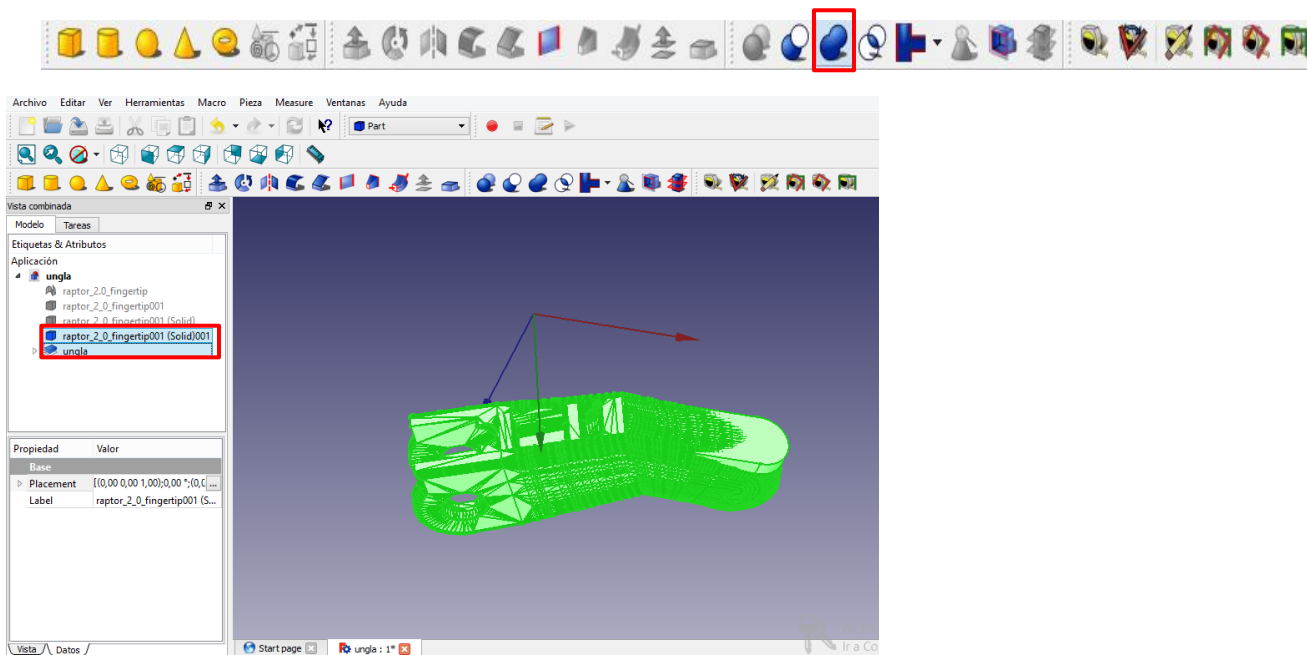 Archivo Editar Ver Herramientas Macro Pieza Measure Ventanas Ayuda
Part
Vista combinada
Modelo Tareas
Etiquetas & Atributos
Aplicación
ungla
raptor_2.0_fingertip
raptor_2_0_fingertip001
raptor_2_0_fingertip001 (Solid)
raptor_2_0_fingertip001 (Solid)001
ungla
Propiedad Valor
Base
Placement [(0,00 0,00 1,00);0,00 °;(0,0 ...
Label raptor_2_0_fingertip001 (S...
Vista Datos
Start page ungla : 1*
Ir a Co